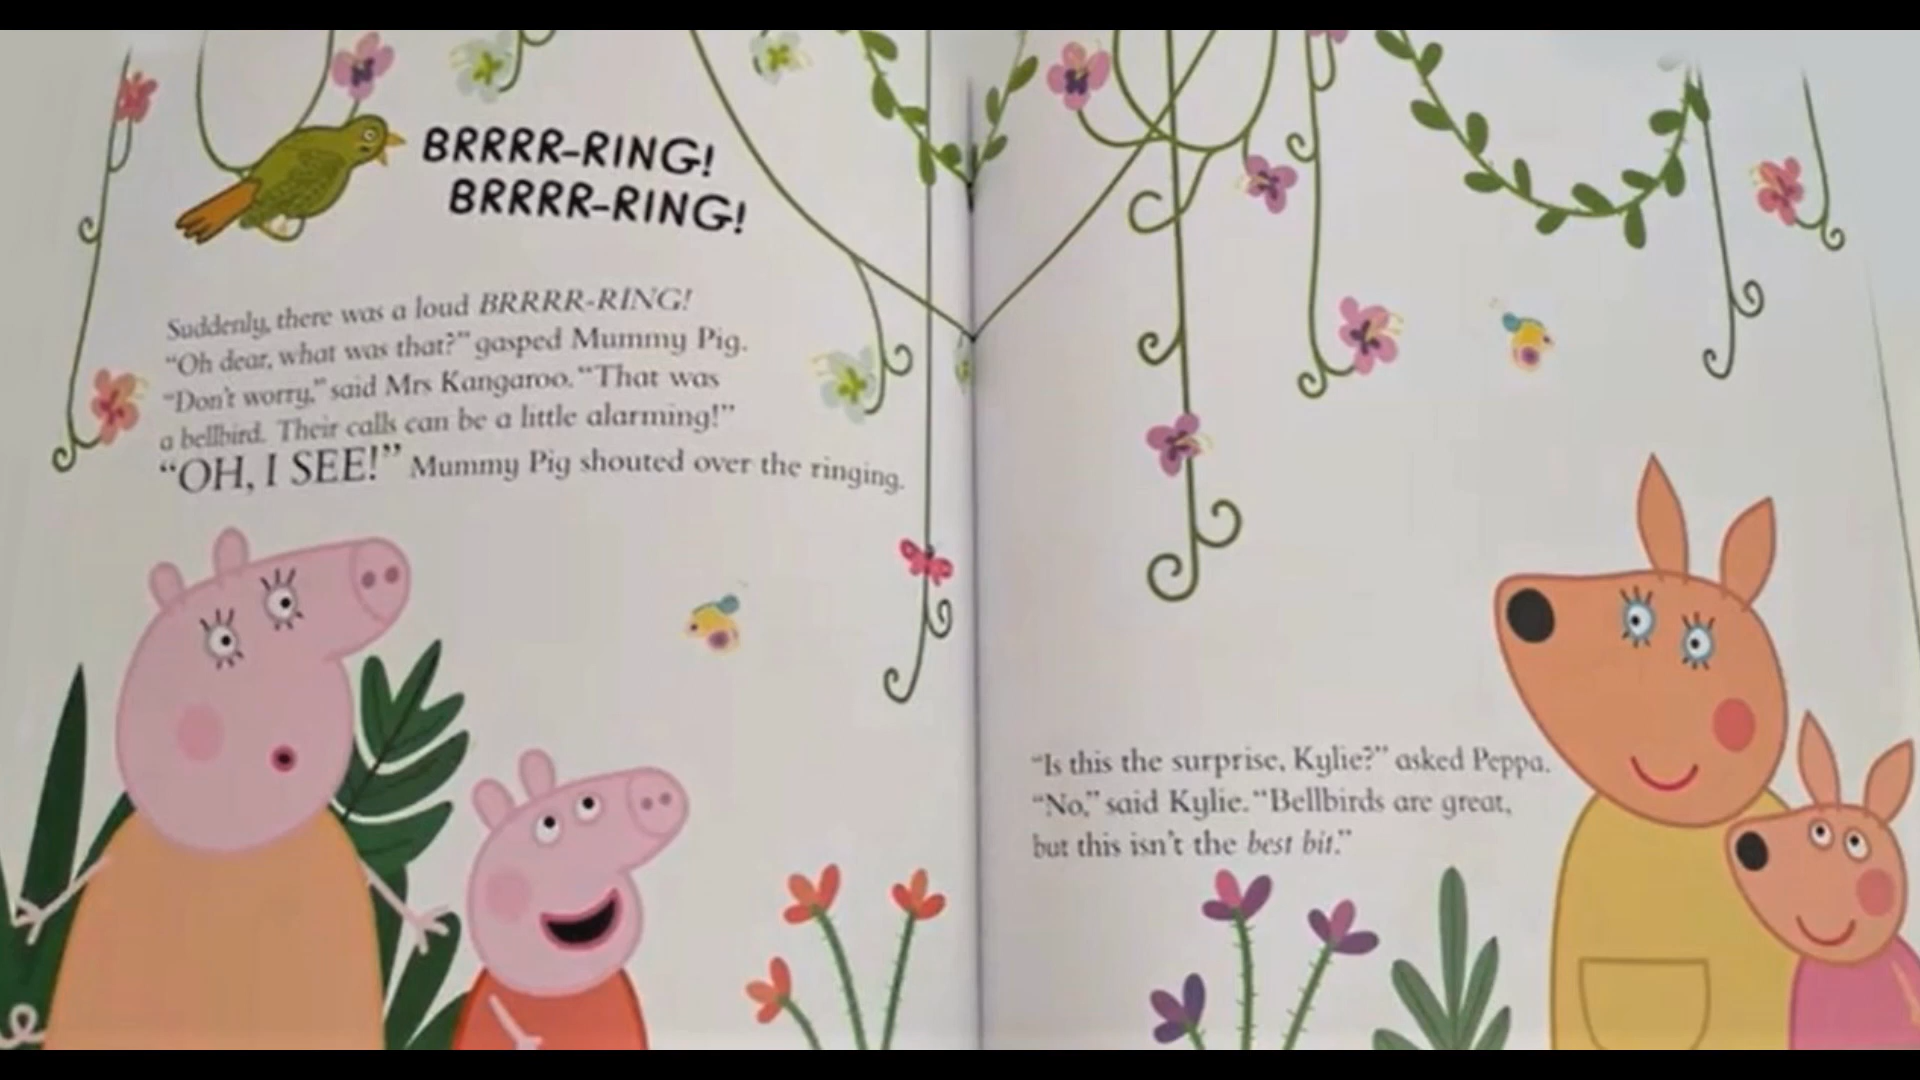 BRRRR-RING!
BRRRR-RING!
Suddenly, there was a loud BRRRR-RING!
“Oh dear, what was that?” gasped Mummy Pig.
“Don’t worry,” said Mrs Kangaroo. “That was
a bellbird. Their calls can be a little alarming!”
“OH, I SEE!” Mummy Pig shouted over the ringing.
“Is this the surprise, Kylie?” asked Peppa.
“No,” said Kylie. “Bellbirds are great,
but this isn’t the best bit.”